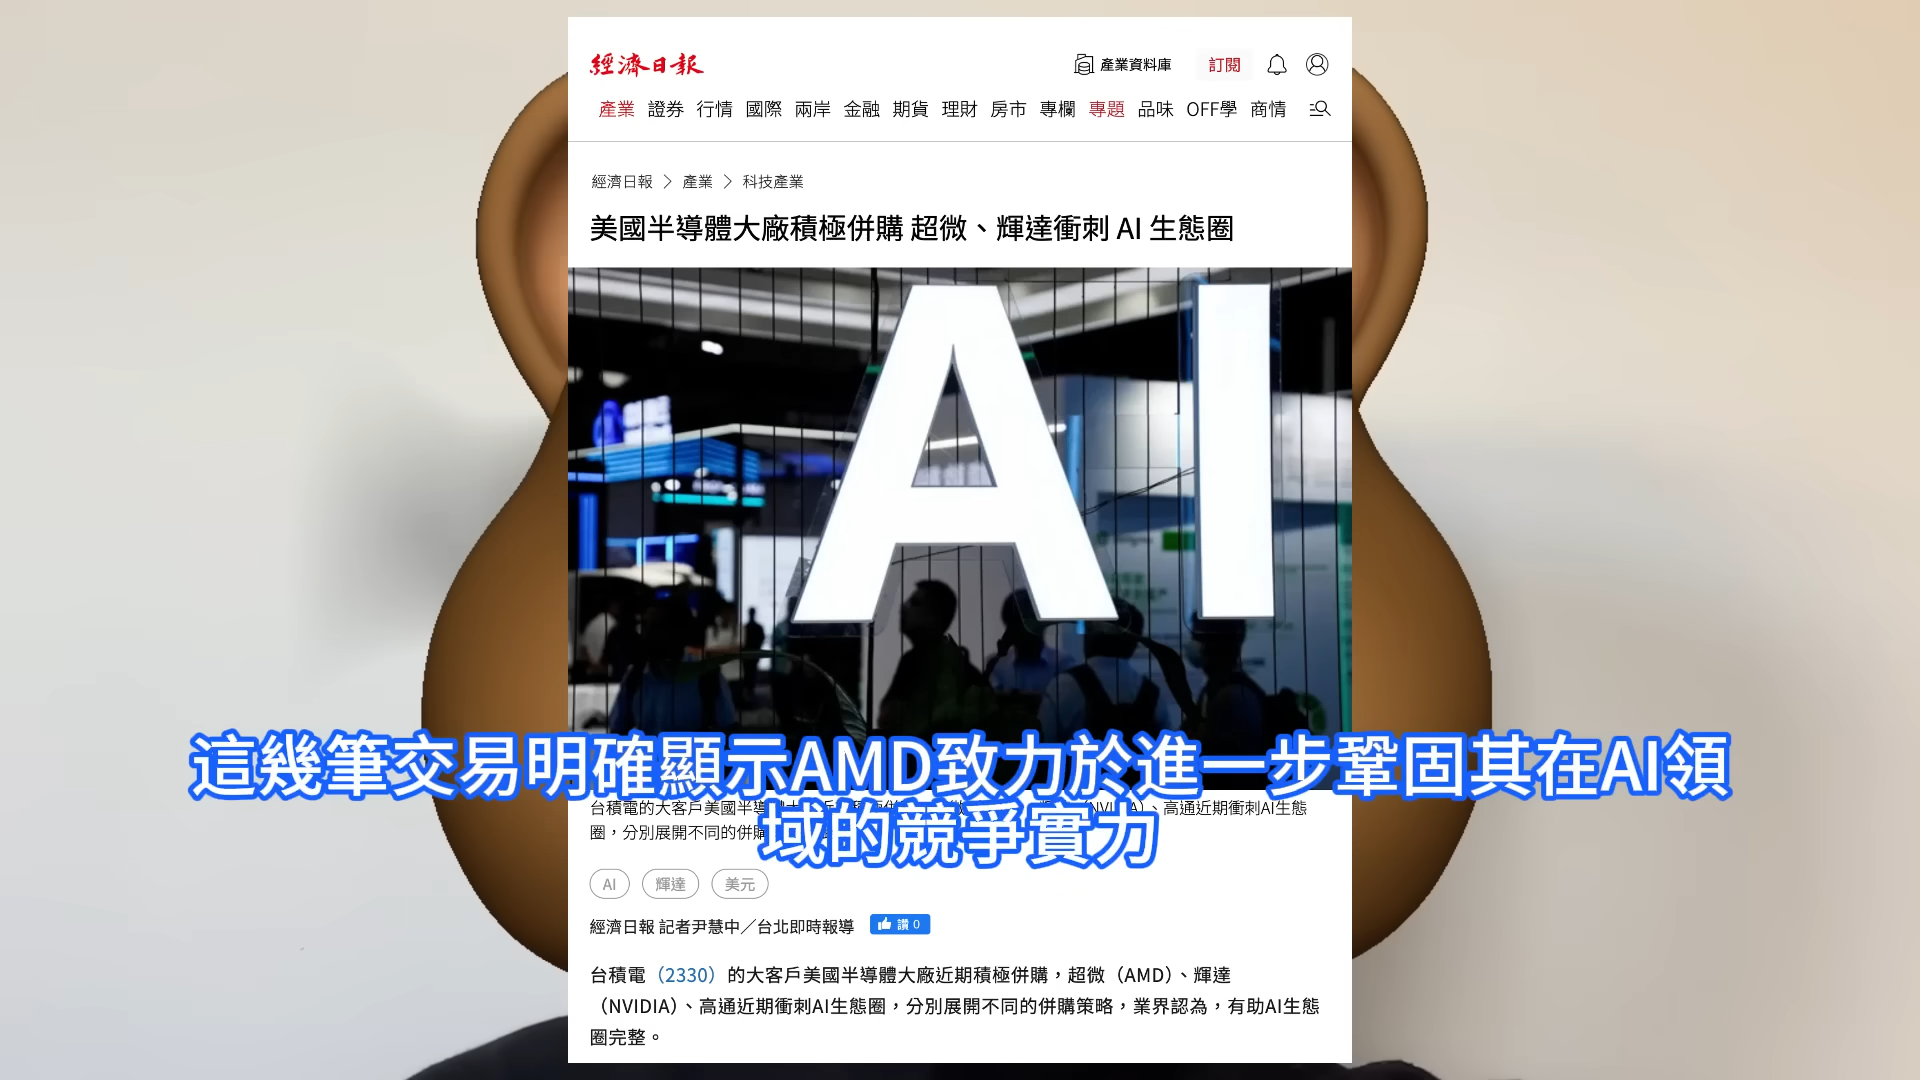 經濟日報
產業資料庫
訂閱
產業 證券 行情 國際 兩岸 金融 期貨 理財 房市 專欄 專題 品味 OFF學 商情
經濟日報 > 產業 > 科技產業
美國半導體大廠積極併購 超微、輝達衝刺 AI 生態圈
AI
這幾筆交易明確顯示AMD致力於進一步鞏固其在AI領
域的競爭實力
台積電的大客戶美國半導、高通近期衝刺AI生態
圈，分別展開不同的併購
AI 輝達 美元
經濟日報 記者尹慧中／台北即時報導
讚 0
台積電（2330）的大客戶美國半導體大廠近期積極併購，超微（AMD）、輝達
（NVIDIA）、高通近期衝刺AI生態圈，分別展開不同的併購策略，業界認為，有助AI生態
圈完整。